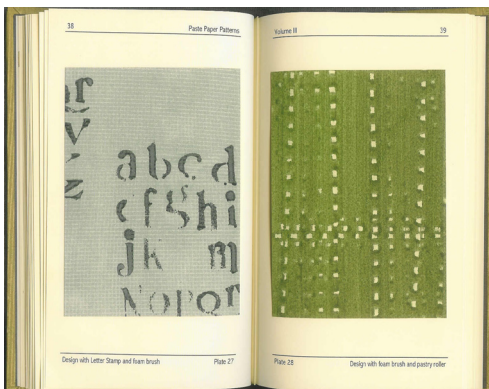 38 Paste Paper Patterns
r
v
z
a b c d
e f g h i
j k m
N O P Q r
Design with Letter Stamp and foam brush Plate 27
Volume III 39
Plate 28 Design with foam brush and pastry roller